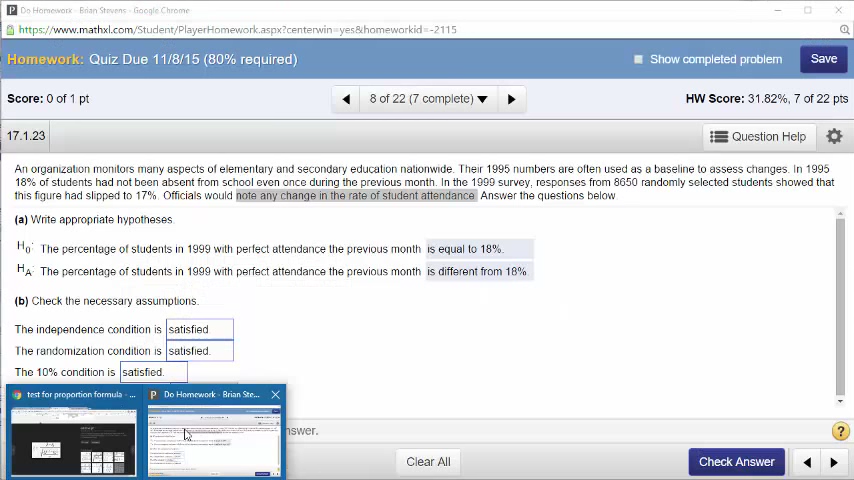 Do Homework - Brian Stevens - Google Chrome
https://www.mathxl.com/Student/PlayerHomework.aspx?centerwin=yes&homeworkid=-2115
Homework: Quiz Due 11/8/15 (80% required)
Show completed problem
Save
Score: 0 of 1 pt
8 of 22 (7 complete)
HW Score: 31.82%, 7 of 22 pts
17.1.23
Question Help
An organization monitors many aspects of elementary and secondary education nationwide. Their 1995 numbers are often used as a baseline to assess changes. In 1995
18% of students had not been absent from school even once during the previous month. In the 1999 survey, responses from 8650 randomly selected students showed that
this figure had slipped to 17%. Officials would note any change in the rate of student attendance. Answer the questions below.
(a) Write appropriate hypotheses.
H0: The percentage of students in 1999 with perfect attendance the previous month is equal to 18%.
HA: The percentage of students in 1999 with perfect attendance the previous month is different from 18%.
(b) Check the necessary assumptions.
The independence condition is satisfied.
The randomization condition is satisfied.
The 10% condition is satisfied.
test for proportion formula - ...
Do Homework - Brian Ste...
nswer.
?
Clear All
Check Answer